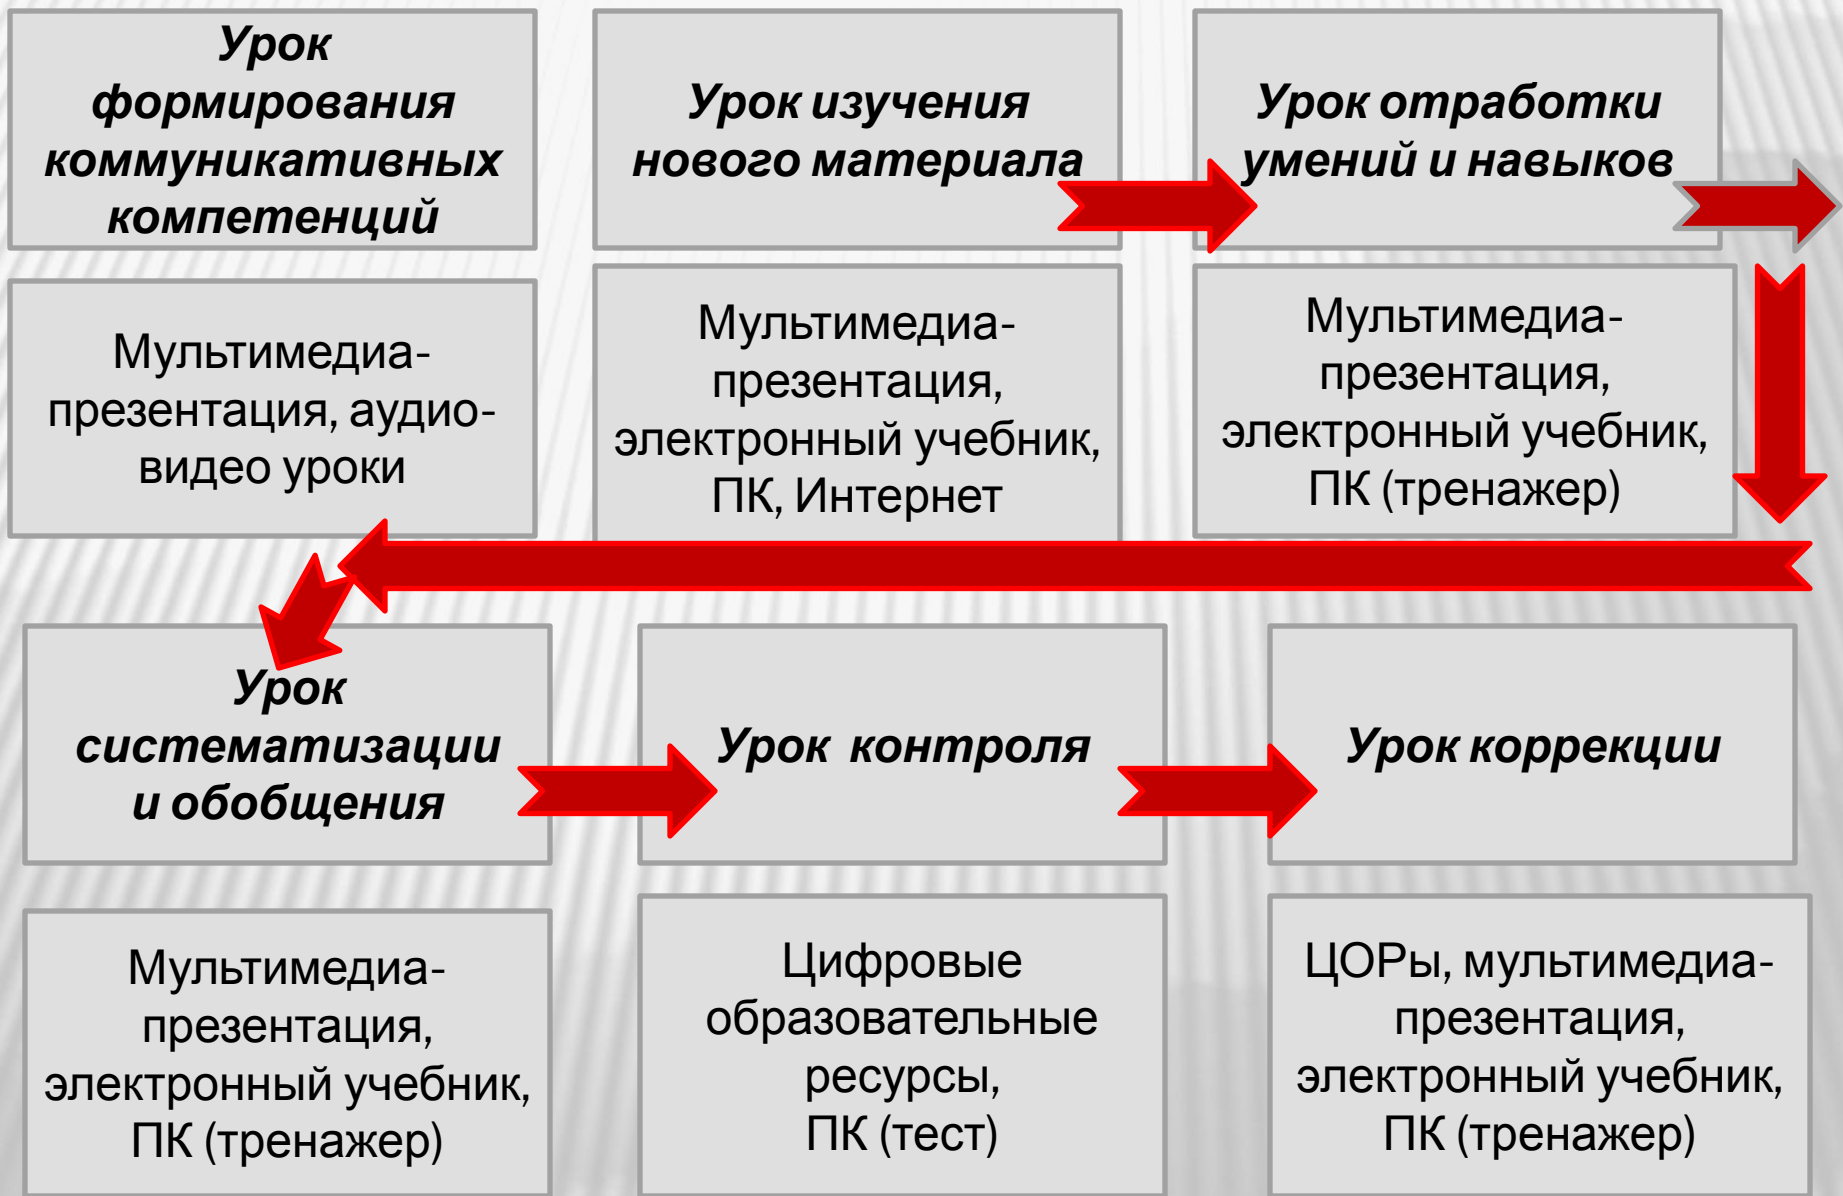 Урок
формирования
коммуникативных
компетенций
Урок изучения
нового материала
Урок отработки
умений и навыков
Мультимедиа-
презентация, аудио-
видео уроки
Мультимедиа-
презентация,
электронный учебник,
ПК, Интернет
Мультимедиа-
презентация,
электронный учебник,
ПК (тренажер)
Урок
систематизации
и обобщения
Урок контроля
Урок коррекции
Мультимедиа-
презентация,
электронный учебник,
ПК (тренажер)
Цифровые
образовательные
ресурсы,
ПК (тест)
ЦОРы, мультимедиа-
презентация,
электронный учебник,
ПК (тренажер)